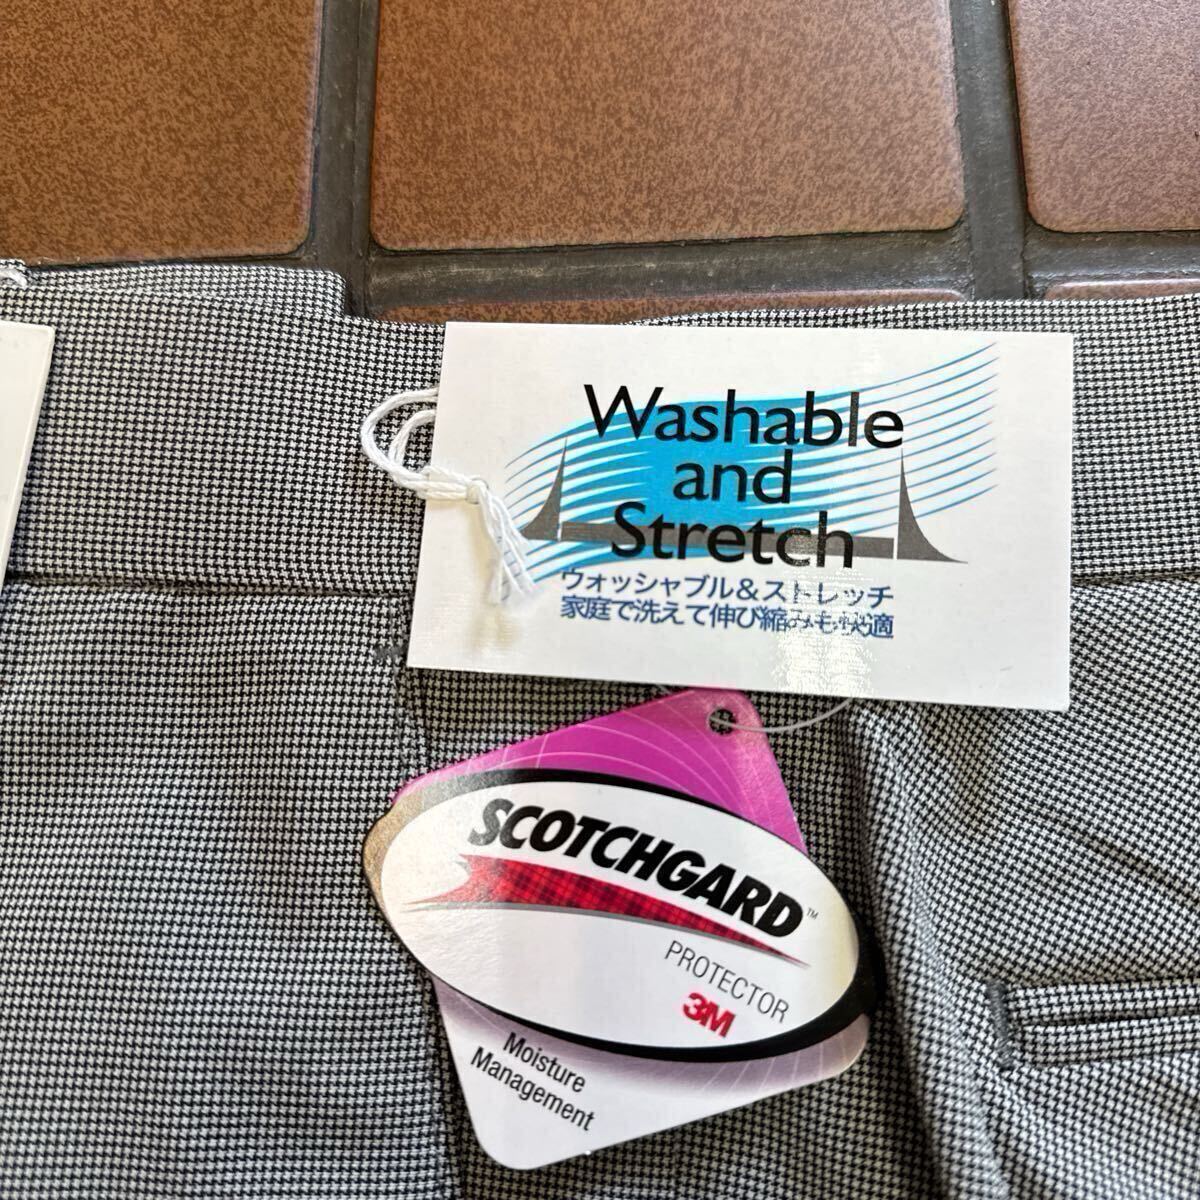 Washable
and
Stretch
ウォッシャブル&ストレッチ
家庭で洗えて伸び縮みも快適
SCOTCHGARD™
PROTECTOR
3M
Moisture
Management